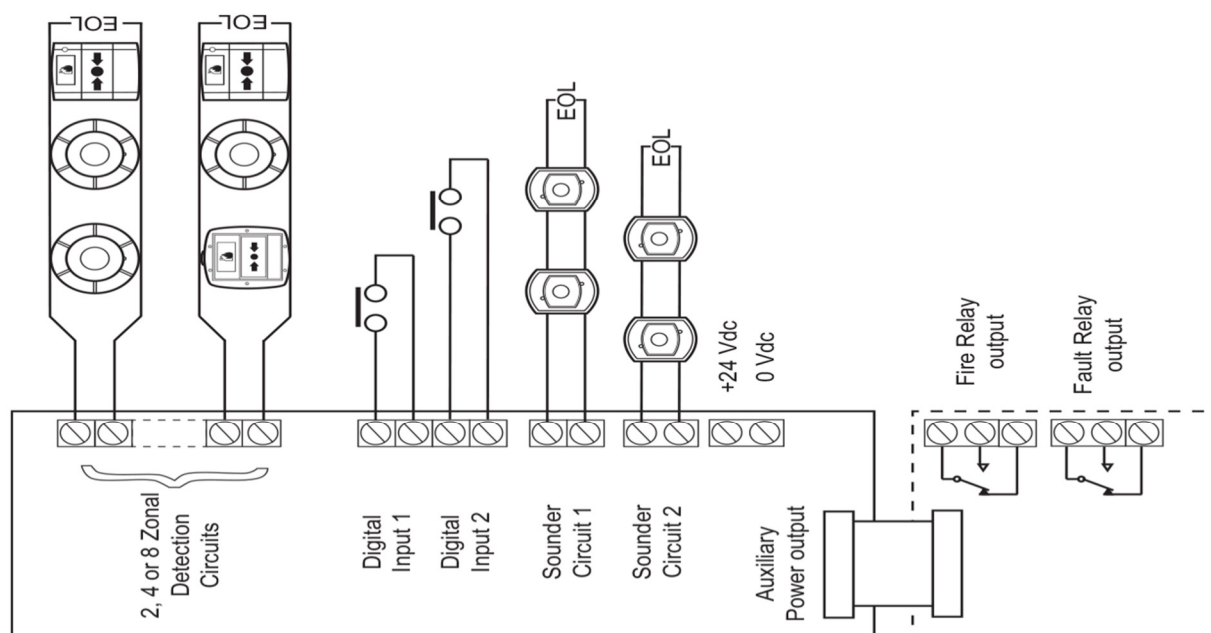 EOL
EOL
EOL
EOL
+24 Vdc
0 Vdc
Fire Relay
output
Fault Relay
output
2, 4 or 8 Zonal
Detection
Circuits
Digital
Input 1
Digital
Input 2
Sounder
Circuit 1
Sounder
Circuit 2
Auxiliary
Power output